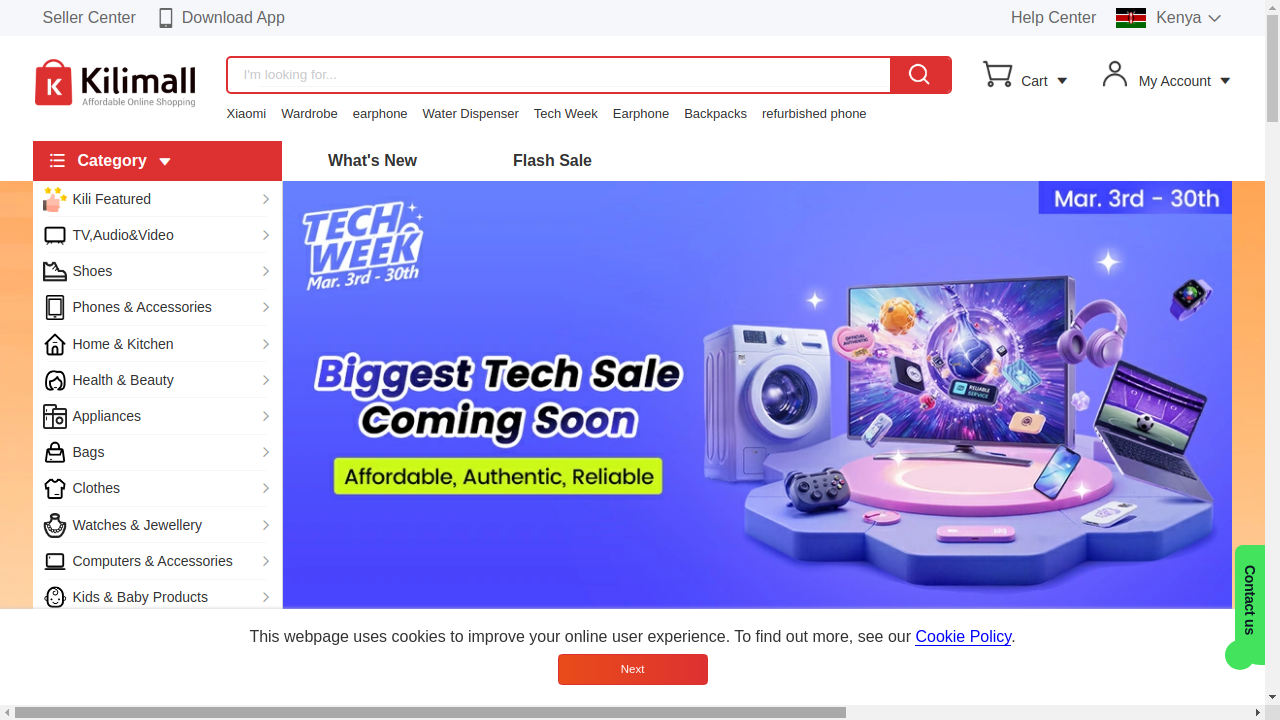 Seller Center
Download App
Help Center
Kenya
K Kilimall
Affordable Online Shopping
I'm looking for...
Cart
My Account
Xiaomi Wardrobe earphone Water Dispenser Tech Week Earphone Backpacks refurbished phone
Category
What's New
Flash Sale
Kili Featured
TV,Audio&Video
Shoes
Phones & Accessories
Home & Kitchen
Health & Beauty
Appliances
Bags
Clothes
Watches & Jewellery
Computers & Accessories
Kids & Baby Products
TECH
WEEK
Mar. 3rd - 30th
Mar. 3rd - 30th
Biggest Tech Sale
Coming Soon
Affordable, Authentic, Reliable
OFFICIAL
AUTHENTIC
RELIABLE
SERVICE
Contact us
This webpage uses cookies to improve your online user experience. To find out more, see our Cookie Policy.
Next